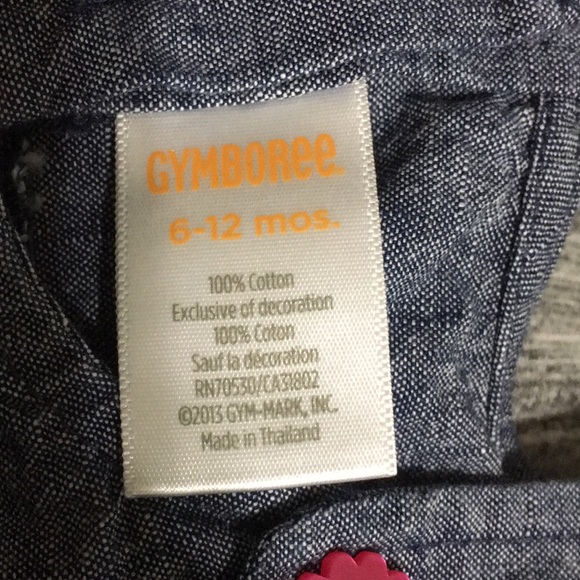 GYMBORee
6-12 mos.
100% Cotton
Exclusive of decoration
100% Coton
Sauf la décoration
RN70530/CA31802
©2013 GYM-MARK, INC.
Made in Thailand